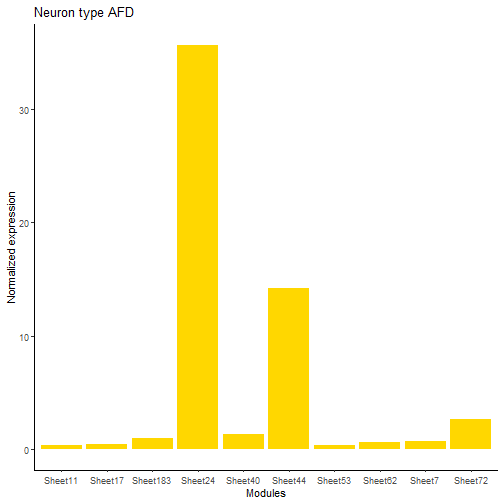 Neuron type AFD
Normalized expression
30
20
10
0
Sheet11 Sheet17 Sheet183 Sheet24 Sheet40 Sheet44 Sheet53 Sheet62 Sheet7 Sheet72
Modules